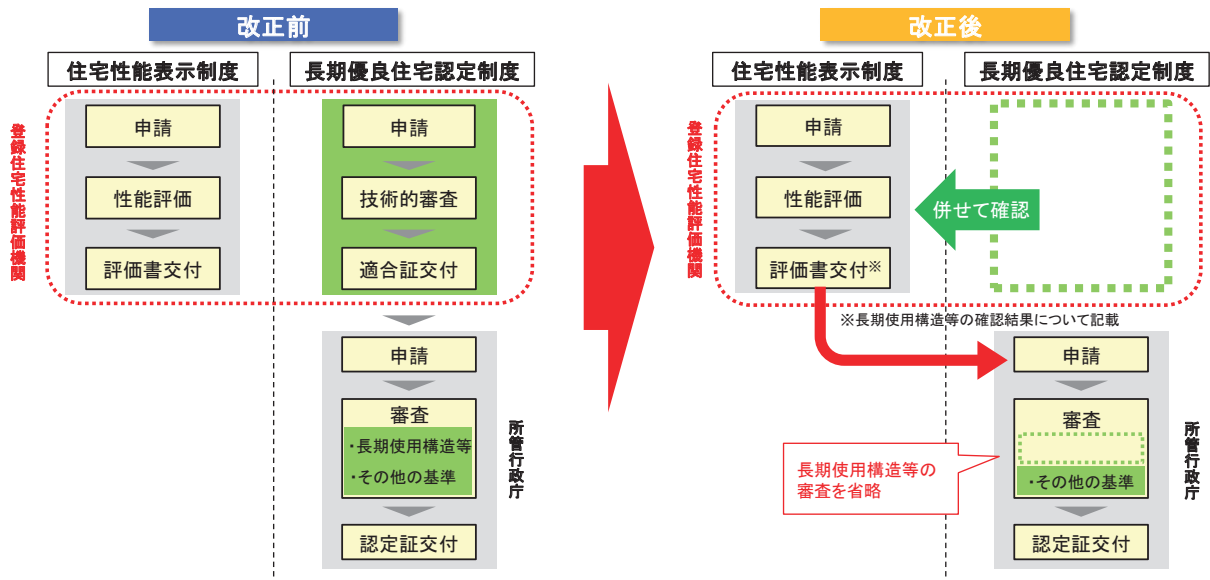 改正前
住宅性能表示制度
長期優良住宅認定制度
登録住宅性能評価機関
申請
性能評価
評価書交付
申請
技術的審査
適合証交付
申請
審査
・長期使用構造等
・その他の基準
認定証交付
所管行政庁
改正後
住宅性能表示制度
長期優良住宅認定制度
登録住宅性能評価機関
申請
性能評価
評価書交付※
併せて確認
※長期使用構造等の確認結果について記載
申請
審査
・その他の基準
認定証交付
長期使用構造等の
審査を省略
所管行政庁